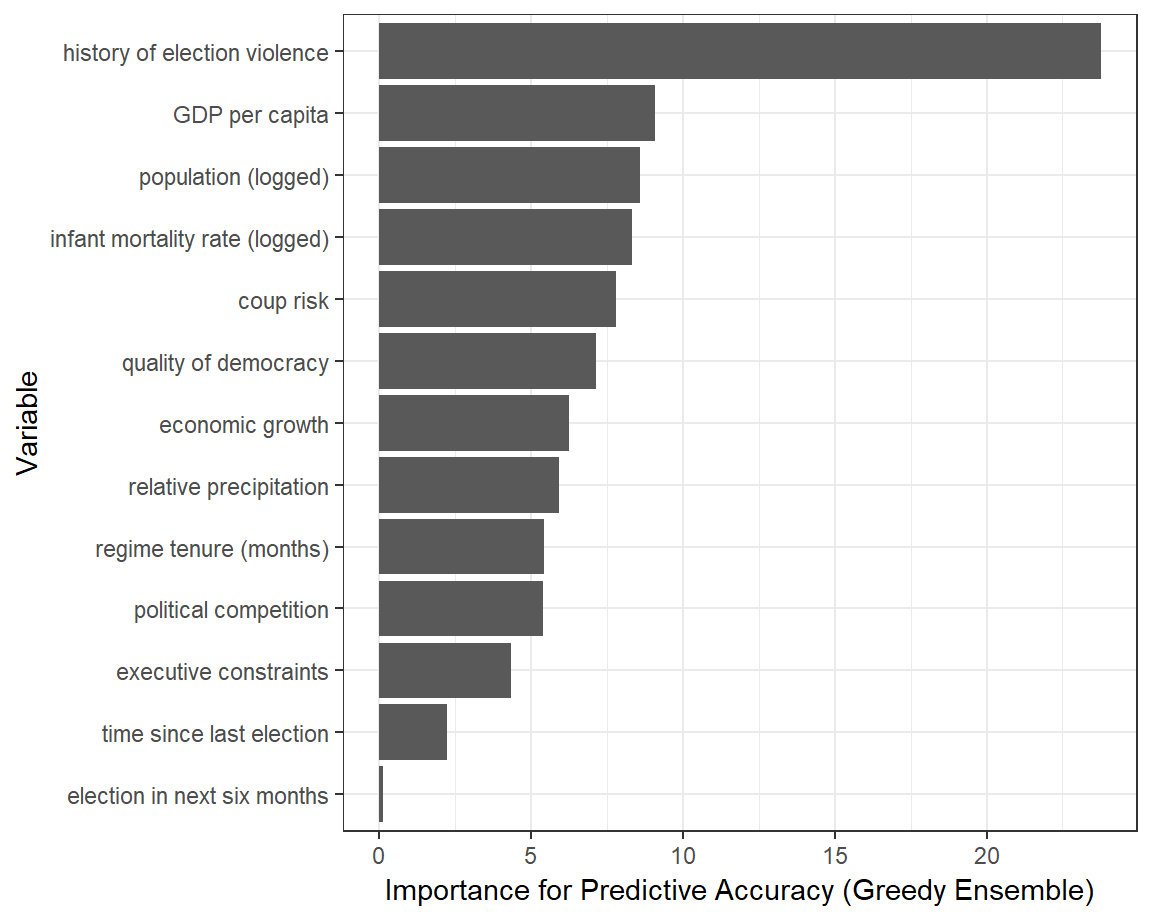 history of election violence
GDP per capita
population (logged)
infant mortality rate (logged)
coup risk
quality of democracy
economic growth
relative precipitation
regime tenure (months)
political competition
executive constraints
time since last election
election in next six months
Variable
0 5 10 15 20
Importance for Predictive Accuracy (Greedy Ensemble)